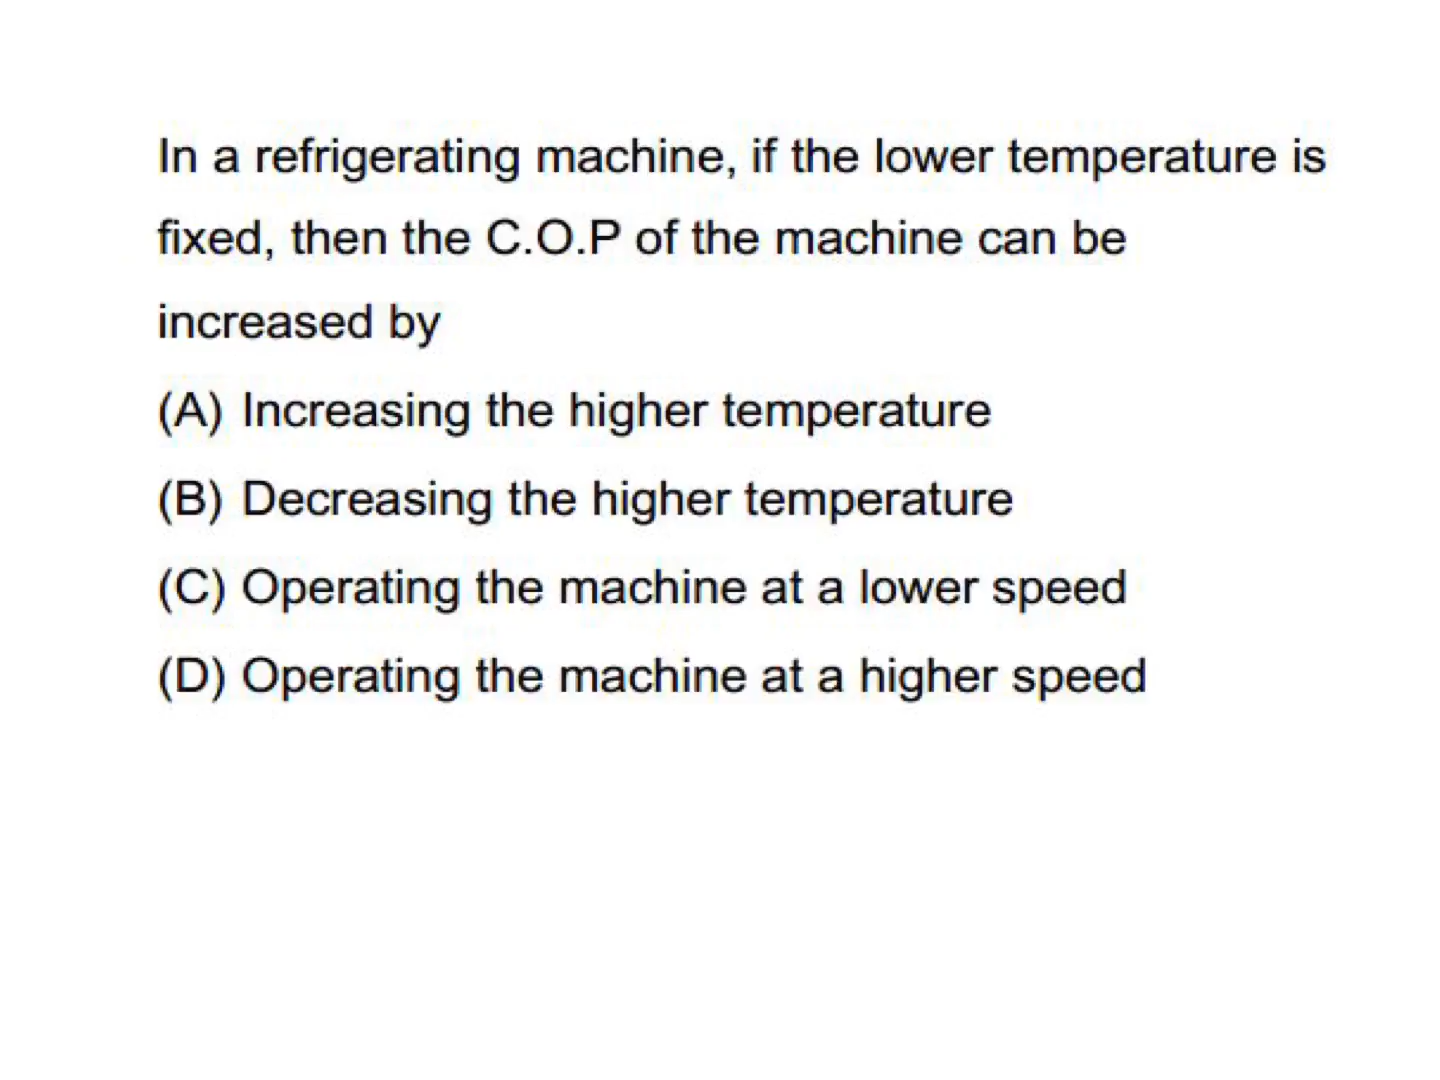 In a refrigerating machine, if the lower temperature is
fixed, then the C.O.P of the machine can be
increased by
(A) Increasing the higher temperature
(B) Decreasing the higher temperature
(C) Operating the machine at a lower speed
(D) Operating the machine at a higher speed